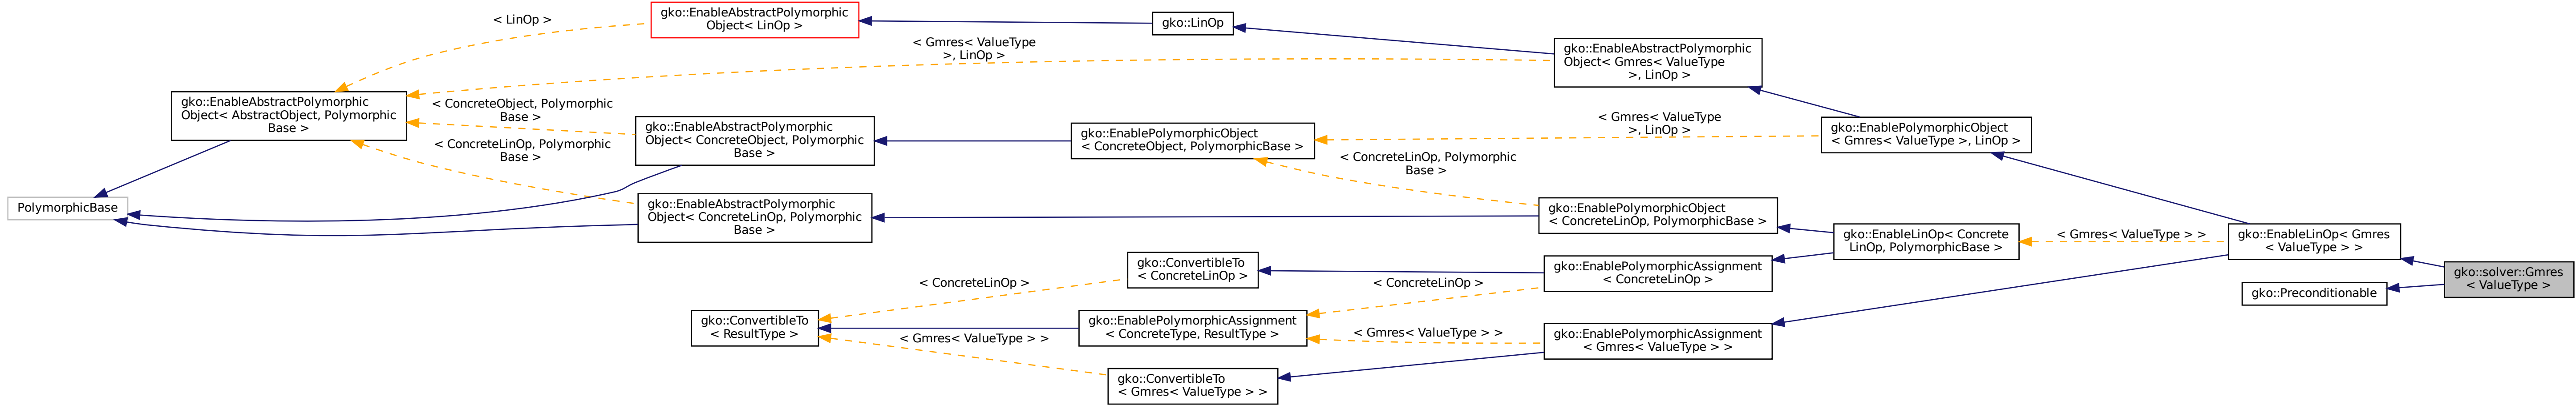 gko::EnableAbstractPolymorphic
Object< LinOp >
< LinOp >
gko::LinOp
< Gmres< ValueType
>, LinOp >
gko::EnableAbstractPolymorphic
Object< Gmres< ValueType
>, LinOp >
gko::EnableAbstractPolymorphic
Object< AbstractObject, Polymorphic
Base >
< ConcreteObject, Polymorphic
Base >
gko::EnableAbstractPolymorphic
Object< ConcreteObject, Polymorphic
Base >
gko::EnablePolymorphicObject
< ConcreteObject, PolymorphicBase >
< Gmres< ValueType
>, LinOp >
gko::EnablePolymorphicObject
< Gmres< ValueType >, LinOp >
< ConcreteLinOp, Polymorphic
Base >
< ConcreteLinOp, Polymorphic
Base >
PolymorphicBase
gko::EnableAbstractPolymorphic
Object< ConcreteLinOp, Polymorphic
Base >
gko::EnablePolymorphicObject
< ConcreteLinOp, PolymorphicBase >
gko::EnableLinOp< Concrete
LinOp, PolymorphicBase >
< Gmres< ValueType > >
gko::EnableLinOp< Gmres
< ValueType > >
gko::ConvertibleTo
< ConcreteLinOp >
gko::EnablePolymorphicAssignment
< ConcreteLinOp >
gko::solver::Gmres
< ValueType >
< ConcreteLinOp >
< ConcreteLinOp >
gko::Preconditionable
gko::ConvertibleTo
< ResultType >
gko::EnablePolymorphicAssignment
< ConcreteType, ResultType >
< Gmres< ValueType > >
< Gmres< ValueType > >
gko::EnablePolymorphicAssignment
< Gmres< ValueType > >
gko::ConvertibleTo
< Gmres< ValueType > >